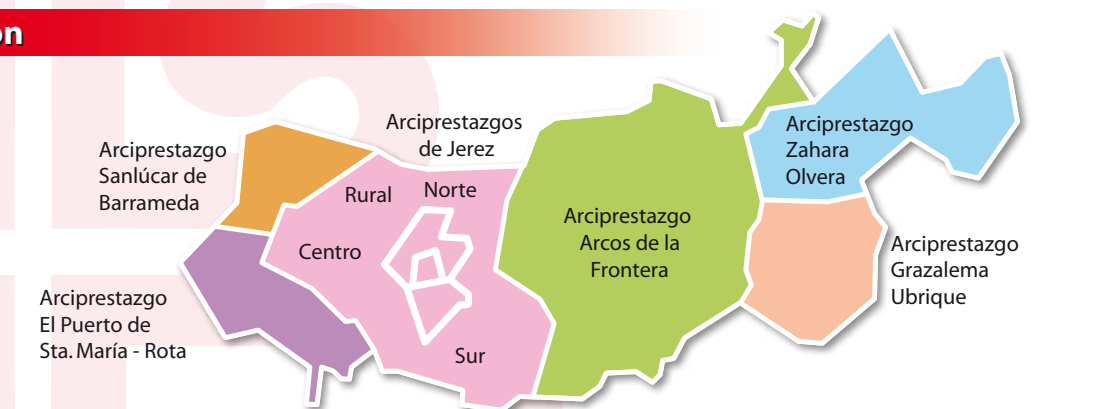 ón
Arciprestazgos
de Jerez
Arciprestazgo
Sanlúcar de
Barrameda
Rural
Norte
Centro
Sur
Arciprestazgo
El Puerto de
Sta. María - Rota
Arciprestazgo
Arcos de la
Frontera
Arciprestazgo
Zahara
Olvera
Arciprestazgo
Grazalema
Ubrique